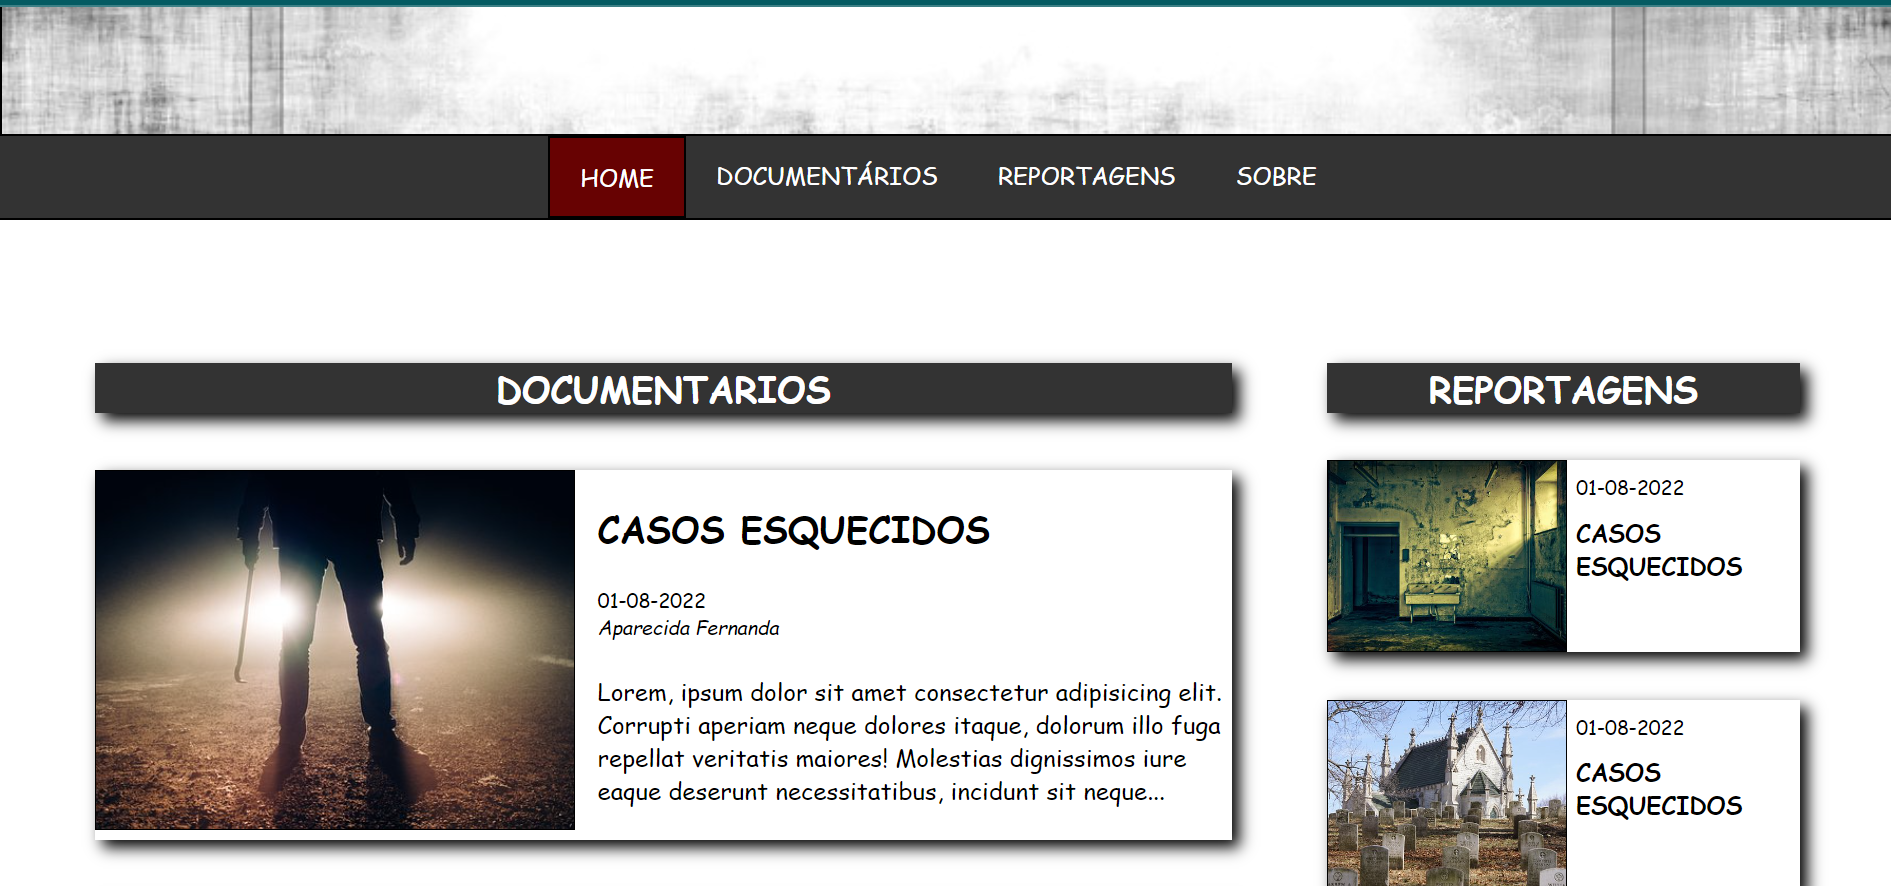 HOME DOCUMENTÁRIOS REPORTAGENS SOBRE
DOCUMENTARIOS
CASOS ESQUECIDOS
01-08-2022
Aparecida Fernanda
Lorem, ipsum dolor sit amet consectetur adipisicing elit.
Corrupti aperiam neque dolores itaque, dolorum illo fuga
repellat veritatis maiores! Molestias dignissimos iure
eaque deserunt necessitatibus, incidunt sit neque...
REPORTAGENS
01-08-2022
CASOS
ESQUECIDOS
01-08-2022
CASOS
ESQUECIDOS